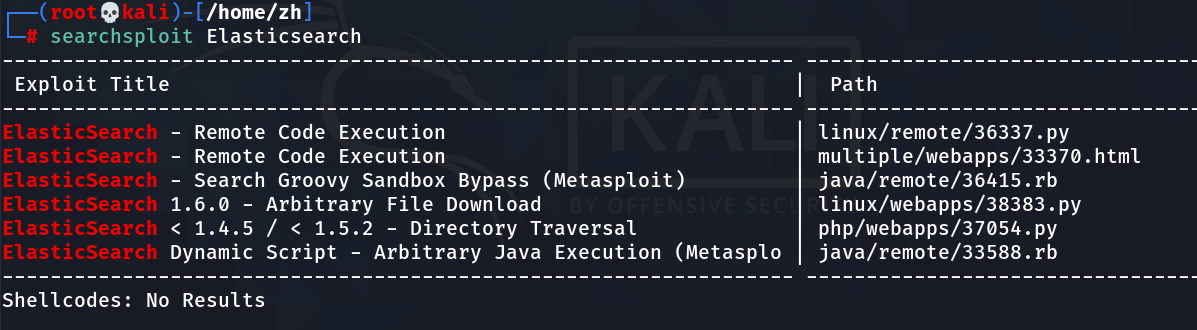 (root💀kali)-[/home/zh]
# searchsploit Elasticsearch
---------------------------------------------------------------- ---------------------------------
Exploit Title | Path
---------------------------------------------------------------- ---------------------------------
ElasticSearch - Remote Code Execution | linux/remote/36337.py
ElasticSearch - Remote Code Execution | multiple/webapps/33370.html
ElasticSearch - Search Groovy Sandbox Bypass (Metasploit) | java/remote/36415.rb
ElasticSearch 1.6.0 - Arbitrary File Download | linux/webapps/38383.py
ElasticSearch < 1.4.5 / < 1.5.2 - Directory Traversal | php/webapps/37054.py
ElasticSearch Dynamic Script - Arbitrary Java Execution (Metasplo | java/remote/33588.rb
---------------------------------------------------------------- ---------------------------------
Shellcodes: No Results
KALI
BY OFFENSIVE SECUR